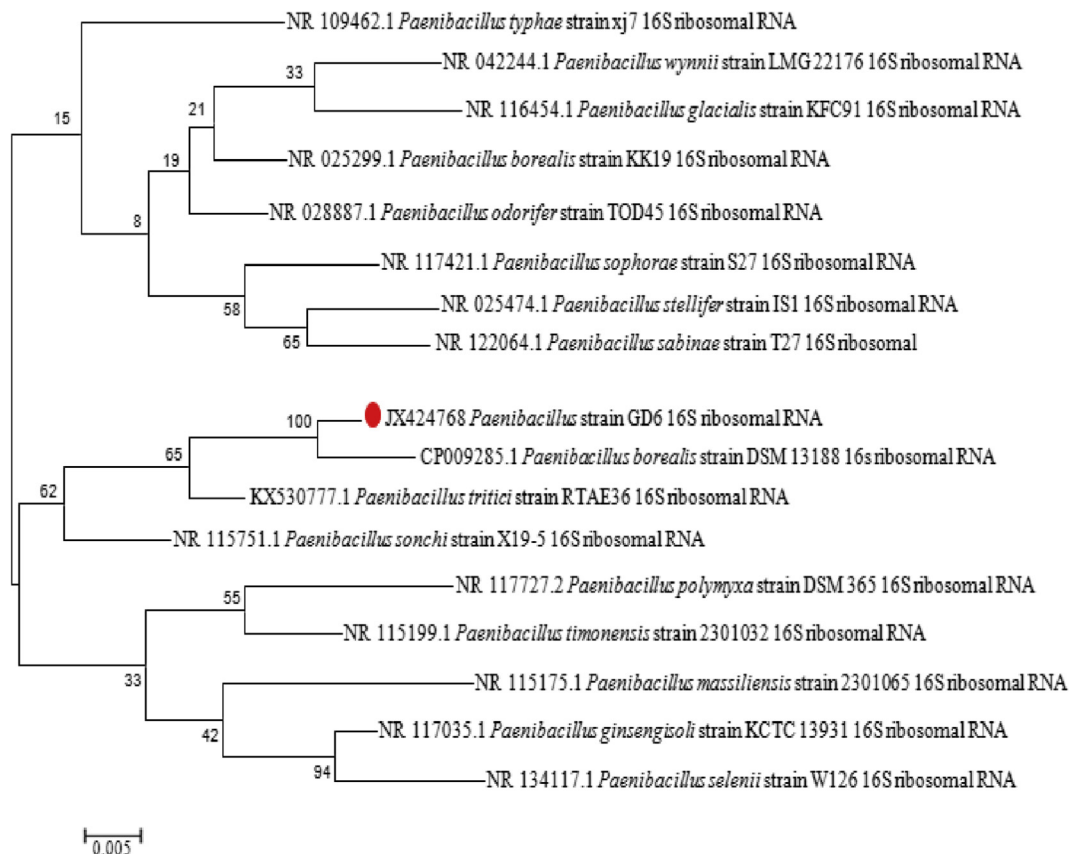 NR 109462.1 Paenibacillus typhae strain xj7 16S ribosomal RNA
33
NR 042244.1 Paenibacillus wynnii strain LMG 22176 16S ribosomal RNA
21
NR 116454.1 Paenibacillus glacialis strain KFC91 16S ribosomal RNA
15
19
NR 025299.1 Paenibacillus borealis strain KK19 16S ribosomal RNA
8
NR 028887.1 Paenibacillus odorifer strain TOD45 16S ribosomal RNA
NR 117421.1 Paenibacillus sophorae strain S27 16S ribosomal RNA
58
NR 025474.1 Paenibacillus stellifer strain IS1 16S ribosomal RNA
65
NR 122064.1 Paenibacillus sabinae strain T27 16S ribosomal
100
JX424768 Paenibacillus strain GD6 16S ribosomal RNA
65
CP009285.1 Paenibacillus borealis strain DSM 13188 16s ribosomal RNA
62
KX530777.1 Paenibacillus tritici strain RTAE36 16S ribosomal RNA
NR 115751.1 Paenibacillus sonchi strain X19-5 16S ribosomal RNA
55
NR 117727.2 Paenibacillus polymyxa strain DSM 365 16S ribosomal RNA
NR 115199.1 Paenibacillus timonensis strain 2301032 16S ribosomal RNA
33
NR 115175.1 Paenibacillus massiliensis strain 2301065 16S ribosomal RNA
42
NR 117035.1 Paenibacillus ginsengisoli strain KCTC 13931 16S ribosomal RNA
94
NR 134117.1 Paenibacillus selenii strain W126 16S ribosomal RNA
0.005